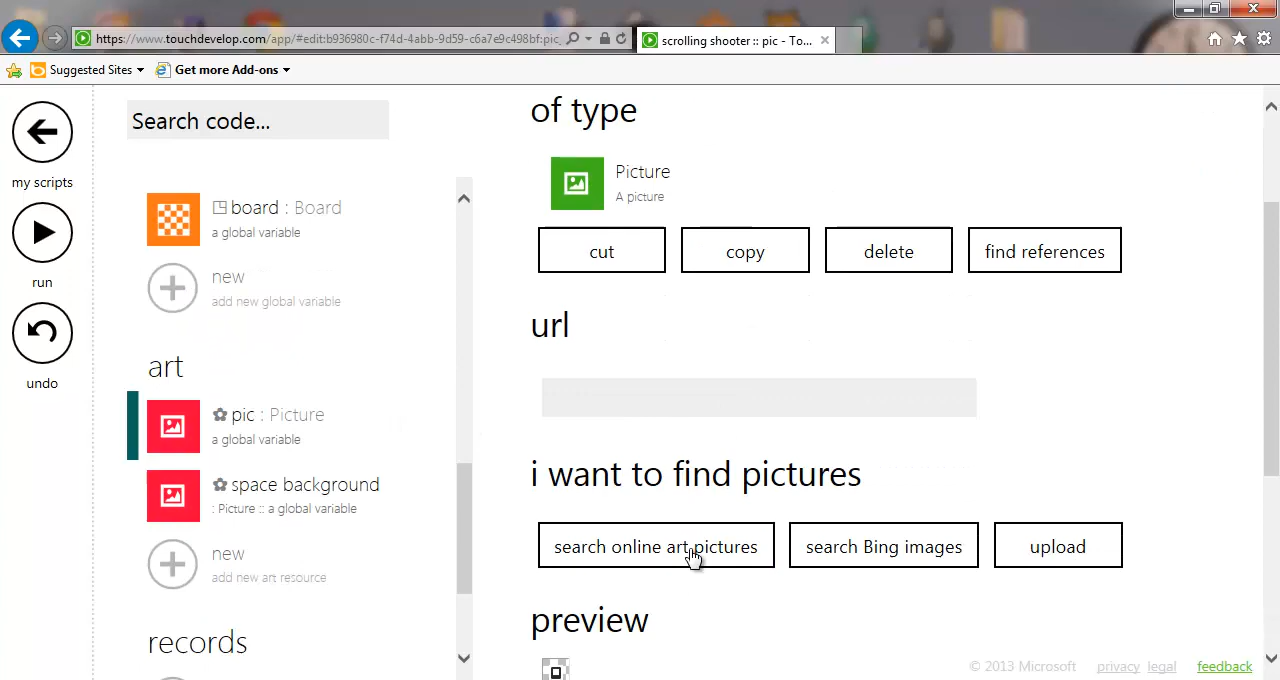 https://www.touchdevelop.com/app/#edit:b936980c-f74d-4abb-9d59-c6a7e9c498bf:pic_
scrolling shooter :: pic - To...
Suggested Sites
Get more Add-ons
my scripts
run
undo
Search code...
board : Board
a global variable
new
add new global variable
art
pic : Picture
a global variable
space background
: Picture :: a global variable
new
add new art resource
records
of type
Picture
A picture
cut
copy
delete
find references
url
i want to find pictures
search online art pictures
search Bing images
upload
preview
© 2013 Microsoft
privacy
legal
feedback